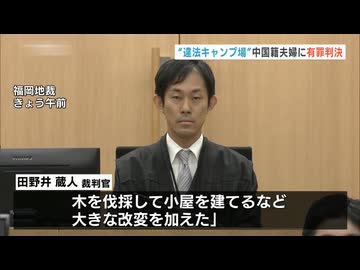 “違法キャンプ場”中国籍夫婦に有罪判決
福岡地裁
きょう午前
田野井 蔵人 裁判官
木を伐採して小屋を建てるなど
大きな改変を加えた」